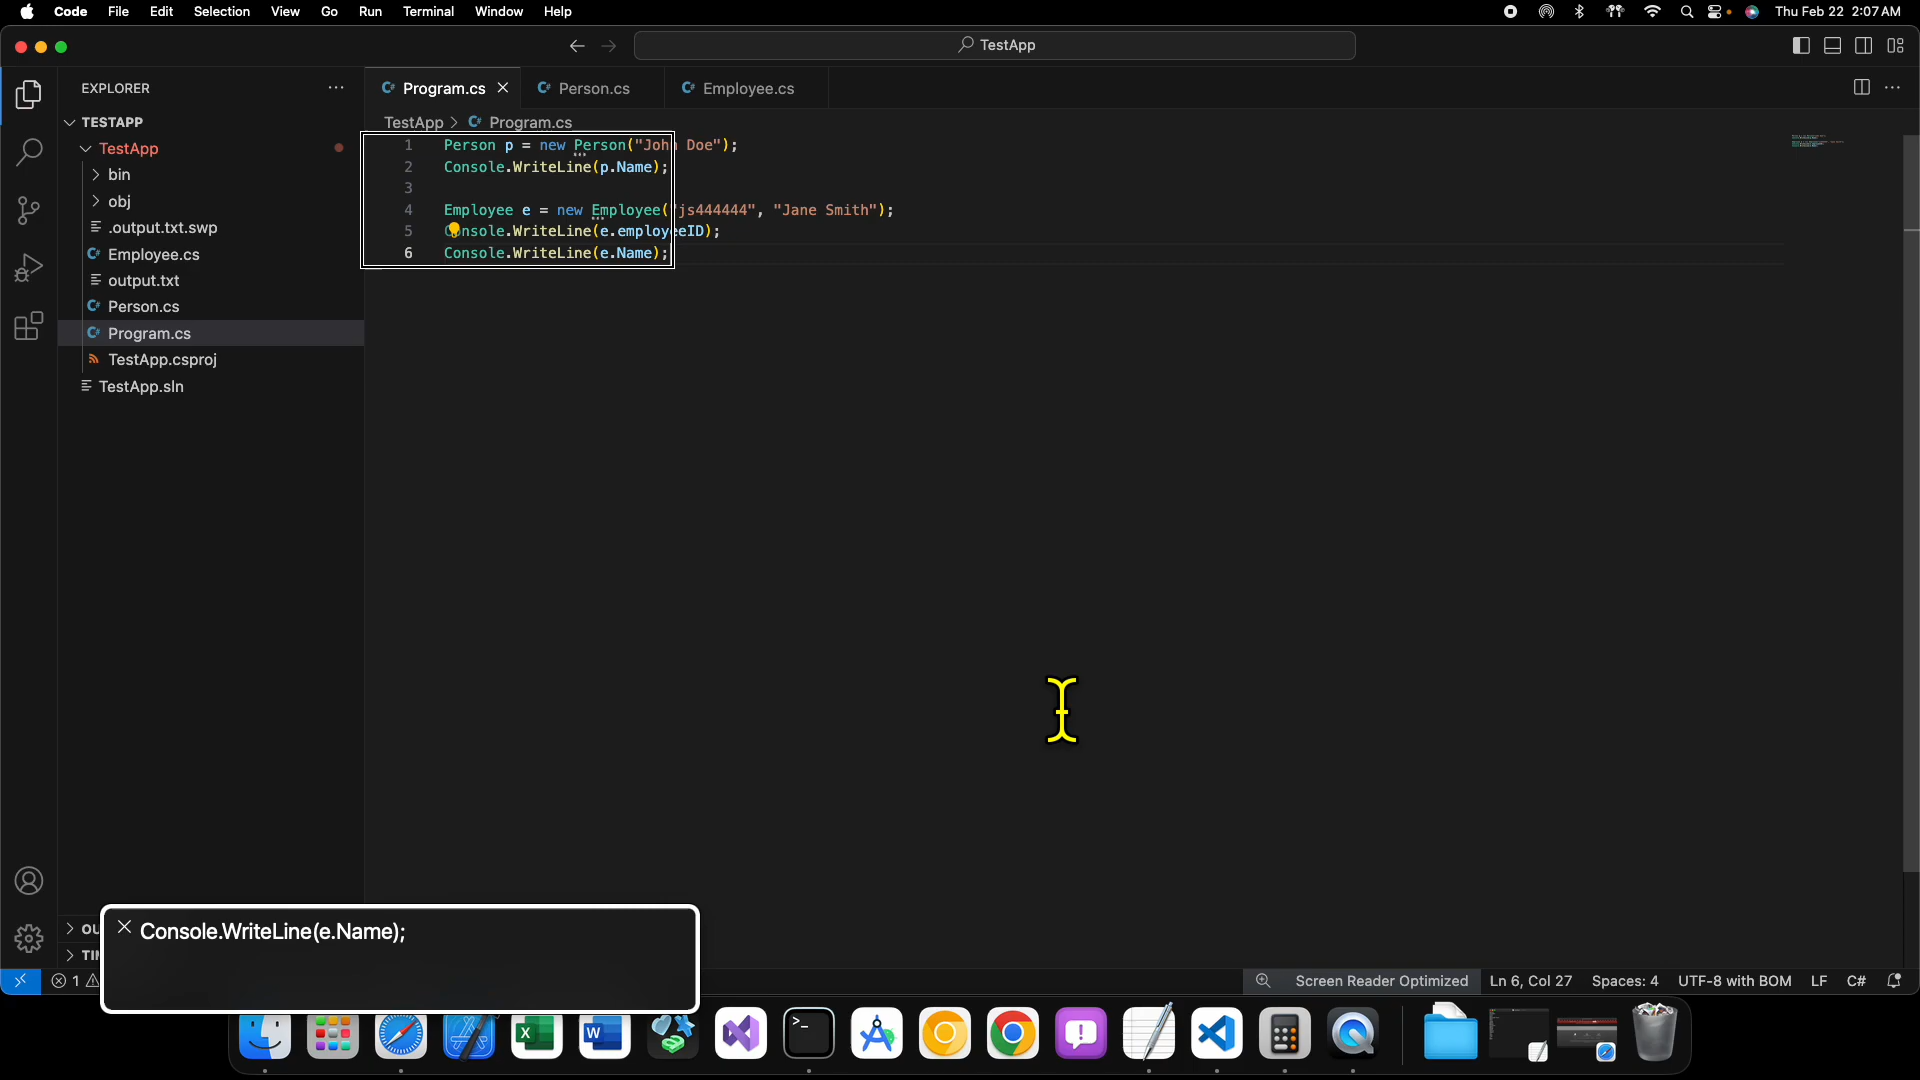 Code File Edit Selection View Go Run Terminal Window Help
Thu Feb 22 2:07 AM
TestApp
EXPLORER
TESTAPP
TestApp
bin
obj
.output.txt.swp
Employee.cs
output.txt
Person.cs
Program.cs
TestApp.csproj
TestApp.sln
Program.cs Person.cs Employee.cs
TestApp > Program.cs
1 Person p = new Person("John Doe");
2 Console.WriteLine(p.Name);
3
4 Employee e = new Employee("js444444", "Jane Smith");
5 Console.WriteLine(e.employeeID);
6 Console.WriteLine(e.Name);
OU
TI
Console.WriteLine(e.Name);
1
Screen Reader Optimized Ln 6, Col 27 Spaces: 4 UTF-8 with BOM LF C#